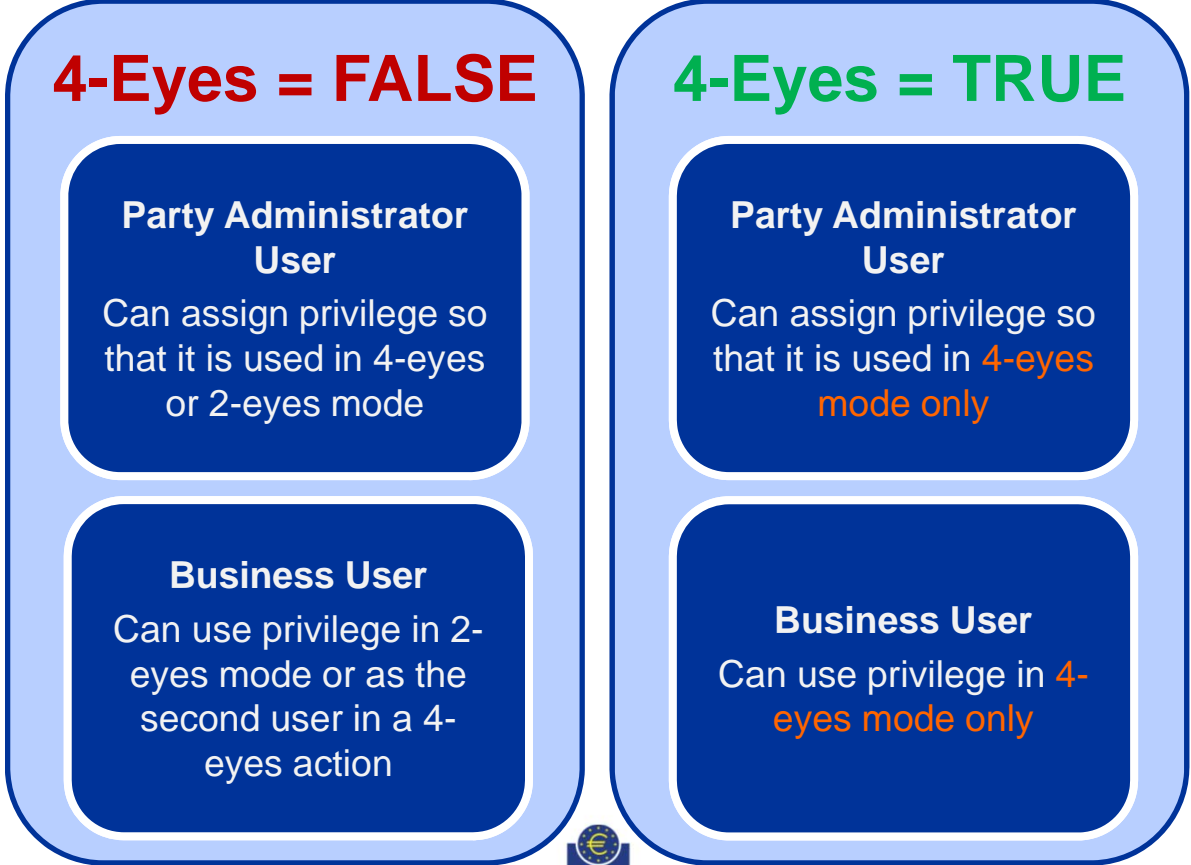 4-Eyes = FALSE
Party Administrator
User
Can assign privilege so
that it is used in 4-eyes
or 2-eyes mode
Business User
Can use privilege in 2-
eyes mode or as the
second user in a 4-
eyes action
4-Eyes = TRUE
Party Administrator
User
Can assign privilege so
that it is used in 4-eyes
mode only
Business User
Can use privilege in 4-
eyes mode only
€